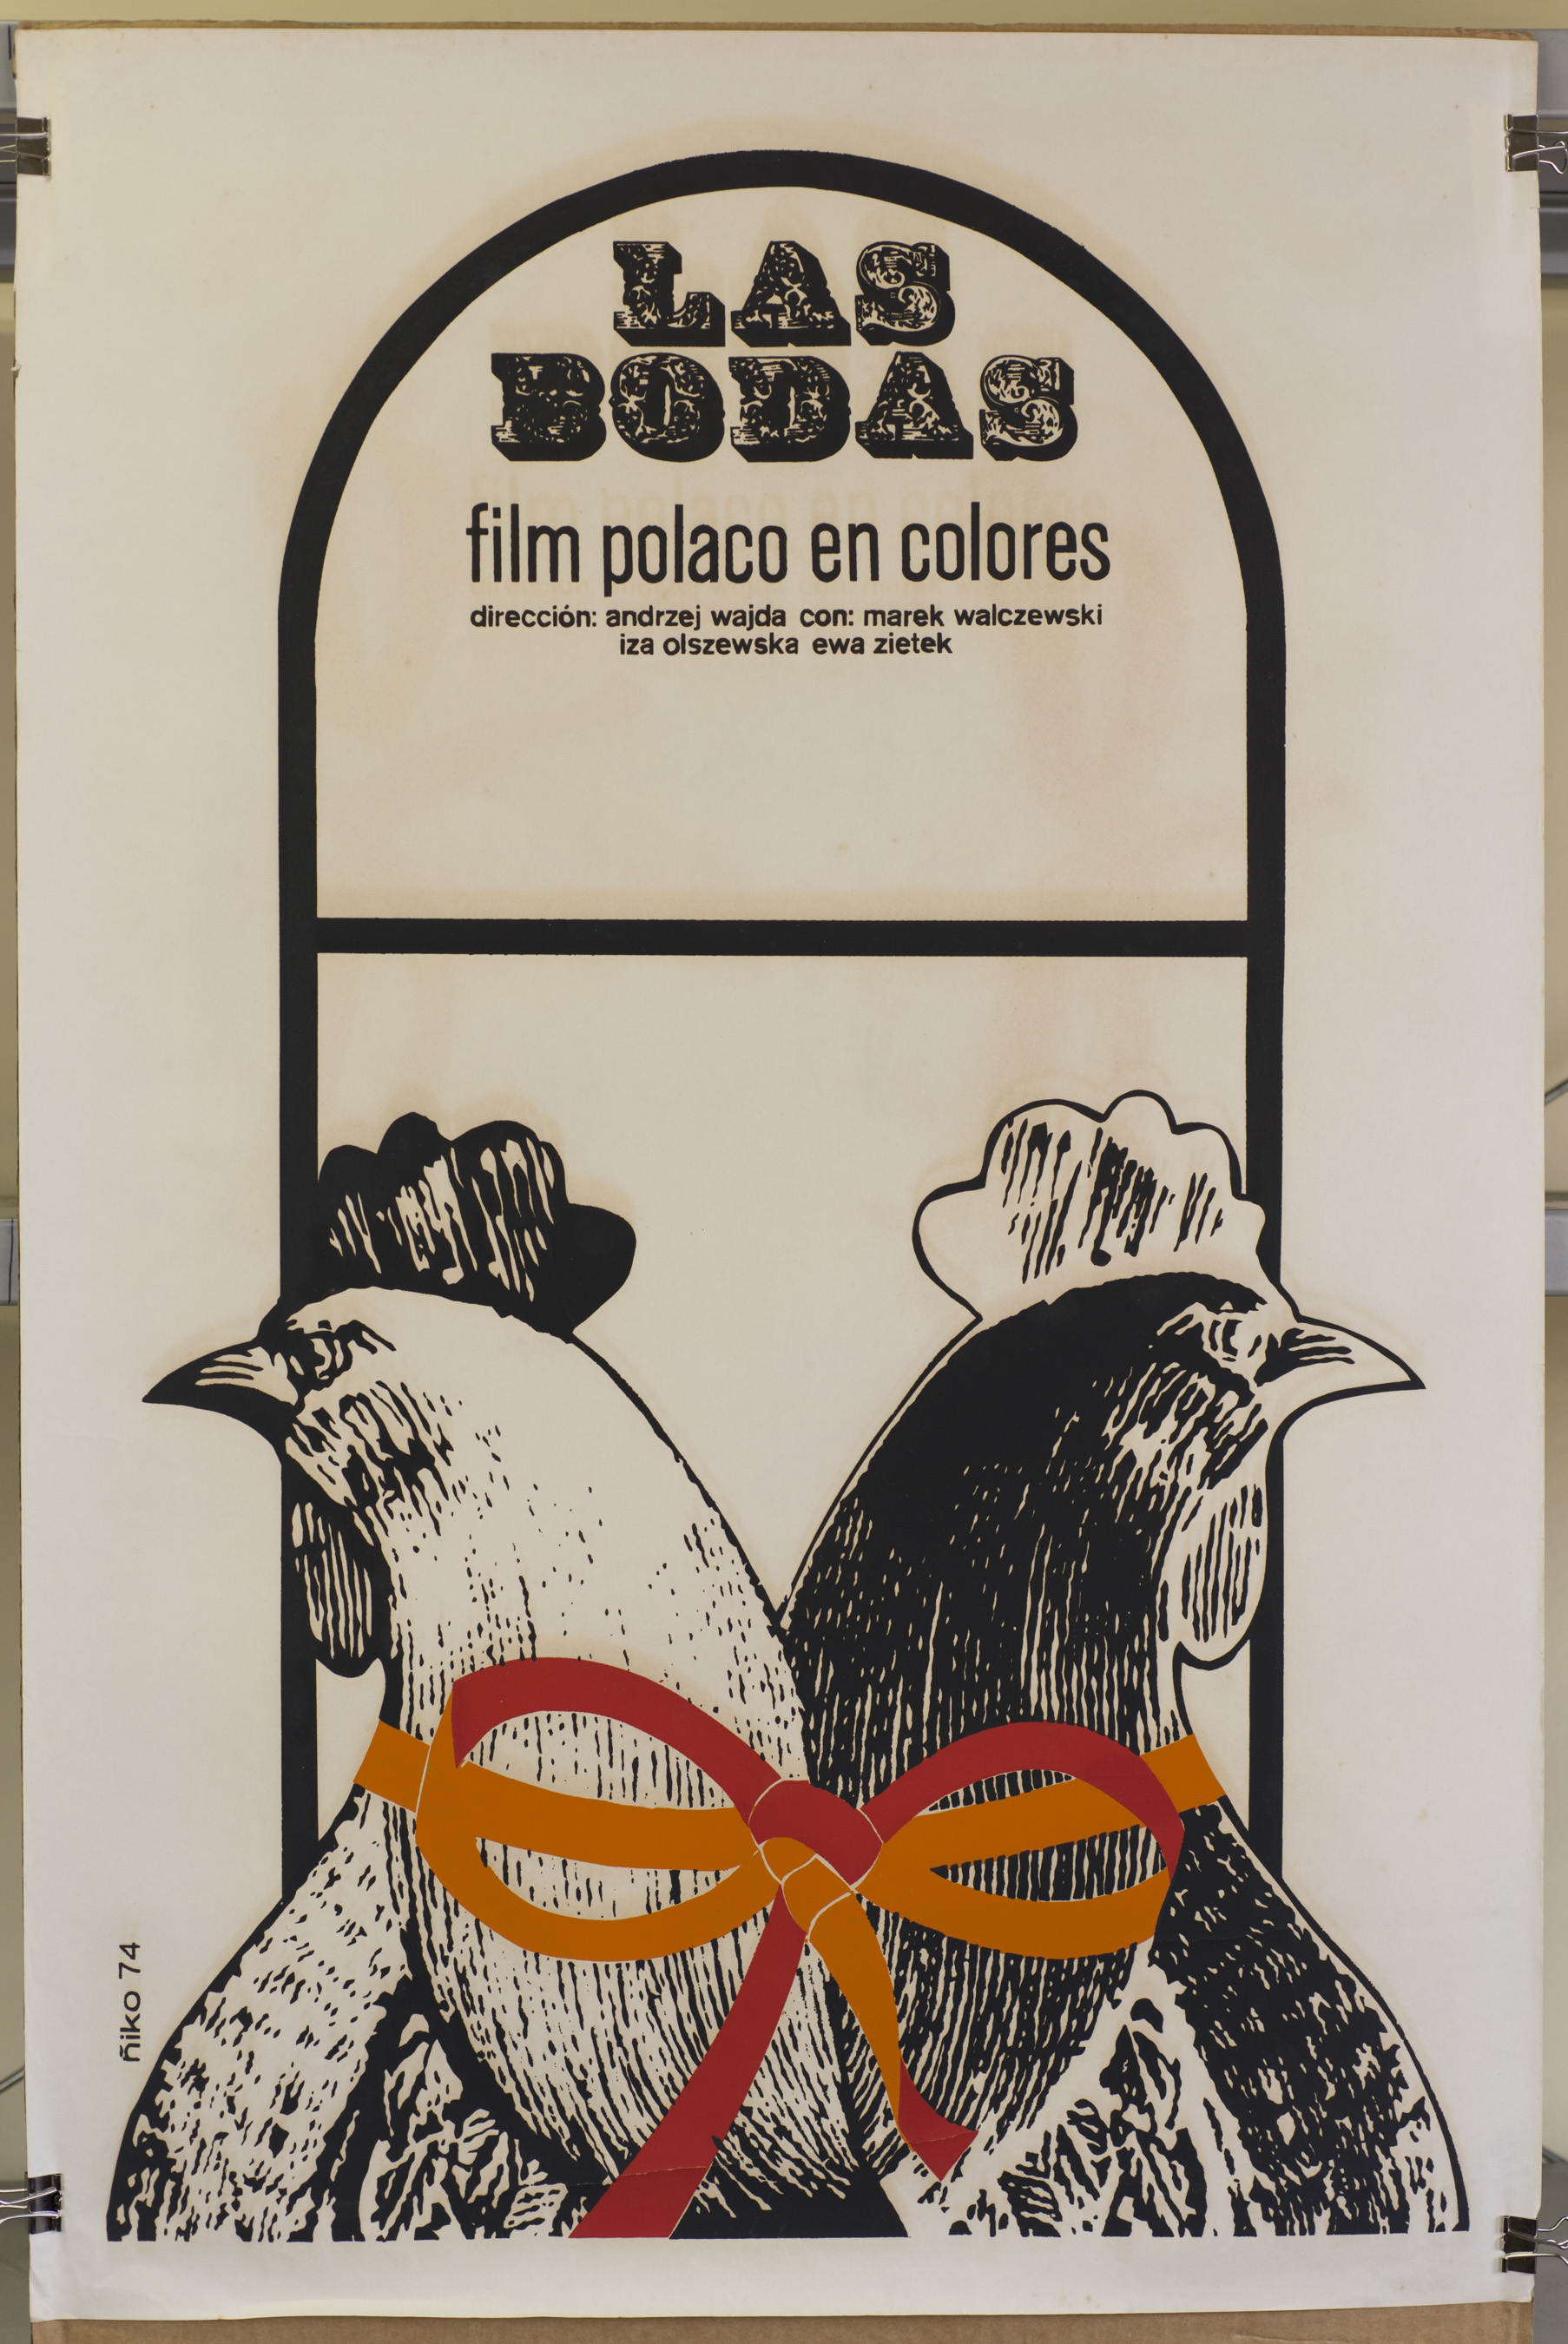 LAS
BODAS
film polaco en colores
dirección: andrzej wajda con: marek walczewski
iza olszewska ewa zietek
ñiko 74